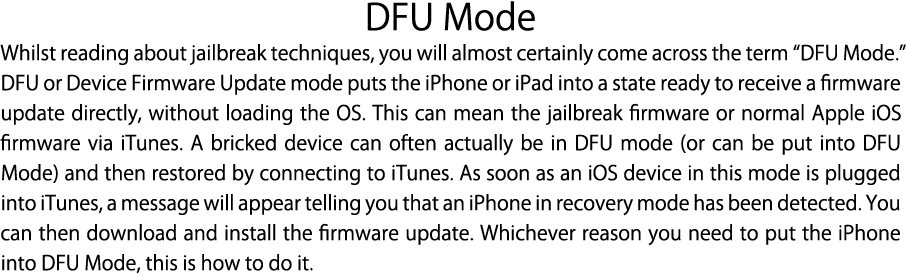 DFU Mode
Whilst reading about jailbreak techniques, you will almost certainly come across the term “DFU Mode.”
DFU or Device Firmware Update mode puts the iPhone or iPad into a state ready to receive a firmware
update directly, without loading the OS. This can mean the jailbreak firmware or normal Apple iOS
firmware via iTunes. A bricked device can often actually be in DFU mode (or can be put into DFU
Mode) and then restored by connecting to iTunes. As soon as an iOS device in this mode is plugged
into iTunes, a message will appear telling you that an iPhone in recovery mode has been detected. You
can then download and install the firmware update. Whichever reason you need to put the iPhone
into DFU Mode, this is how to do it.